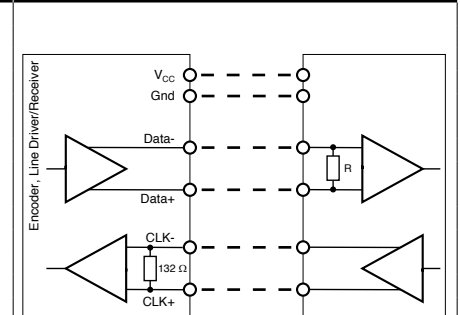 Encoder, Line Driver/Receiver
VCC
Gnd
Data-
R
Data+
CLK-
132 Ω
CLK+